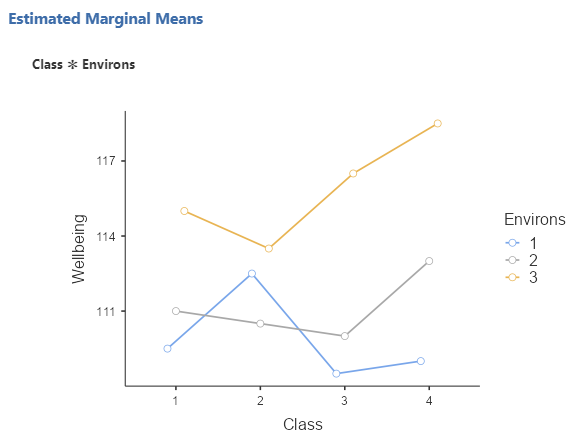 Estimated Marginal Means
Class ✻ Environs
117
114
111
Wellbeing
1 2 3 4
Class
Environs
1
2
3